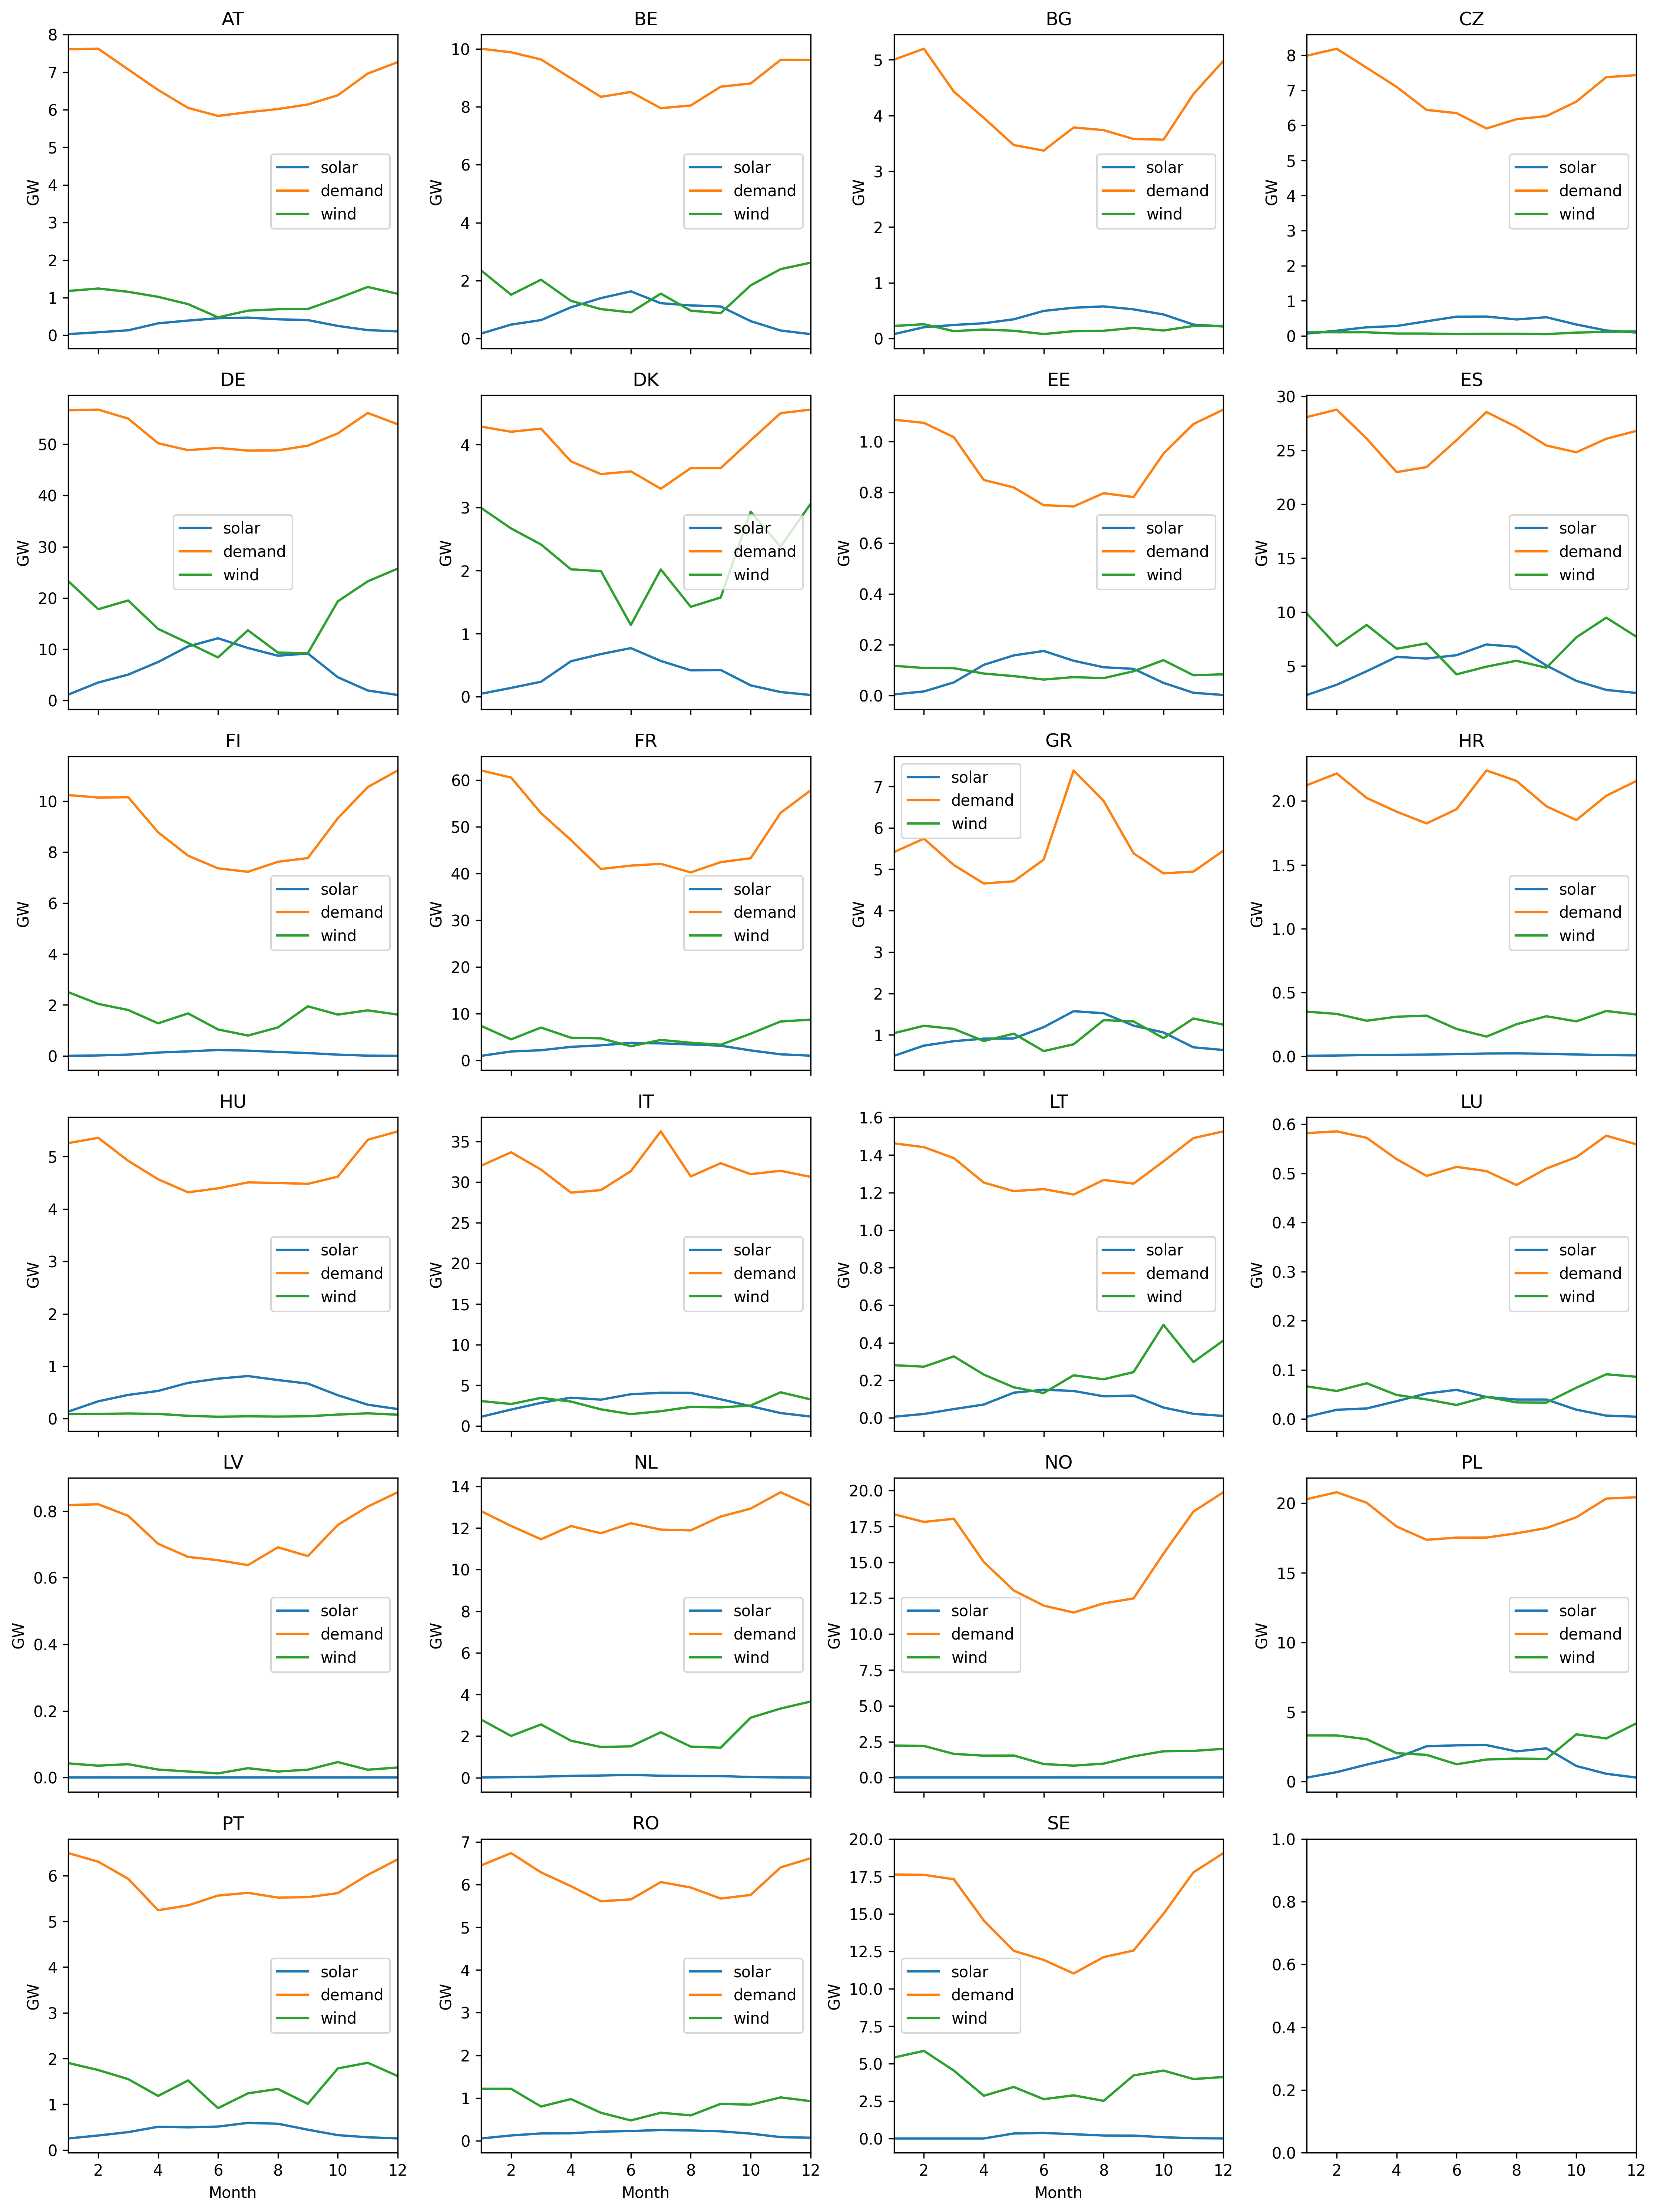 AT
8
7
6
5
4
3
2
1
0
GW
solar
demand
wind
BE
10
8
6
4
2
0
GW
solar
demand
wind
BG
5
4
3
2
1
0
GW
solar
demand
wind
CZ
8
7
6
5
4
3
2
1
0
GW
solar
demand
wind
DE
50
40
30
20
10
0
GW
solar
demand
wind
DK
4
3
2
1
0
GW
solar
demand
wind
EE
1.0
0.8
0.6
0.4
0.2
0.0
GW
solar
demand
wind
ES
30
25
20
15
10
5
GW
solar
demand
wind
FI
10
8
6
4
2
0
GW
solar
demand
wind
FR
60
50
40
30
20
10
0
GW
solar
demand
wind
GR
7
6
5
4
3
2
1
GW
solar
demand
wind
HR
2.0
1.5
1.0
0.5
0.0
GW
solar
demand
wind
HU
5
4
3
2
1
0
GW
solar
demand
wind
IT
35
30
25
20
15
10
5
0
GW
solar
demand
wind
LT
1.6
1.4
1.2
1.0
0.8
0.6
0.4
0.2
0.0
GW
solar
demand
wind
LU
0.6
0.5
0.4
0.3
0.2
0.1
0.0
GW
solar
demand
wind
LV
0.8
0.6
0.4
0.2
0.0
GW
solar
demand
wind
NL
14
12
10
8
6
4
2
0
GW
solar
demand
wind
NO
20.0
17.5
15.0
12.5
10.0
7.5
5.0
2.5
0.0
GW
solar
demand
wind
PL
20
15
10
5
0
GW
solar
demand
wind
PT
6
5
4
3
2
1
0
GW
solar
demand
wind
2 4 6 8 10 12
Month
RO
7
6
5
4
3
2
1
0
GW
solar
demand
wind
2 4 6 8 10 12
Month
SE
20.0
17.5
15.0
12.5
10.0
7.5
5.0
2.5
0.0
GW
solar
demand
wind
2 4 6 8 10 12
Month
1.0
0.8
0.6
0.4
0.2
0.0
2 4 6 8 10 12